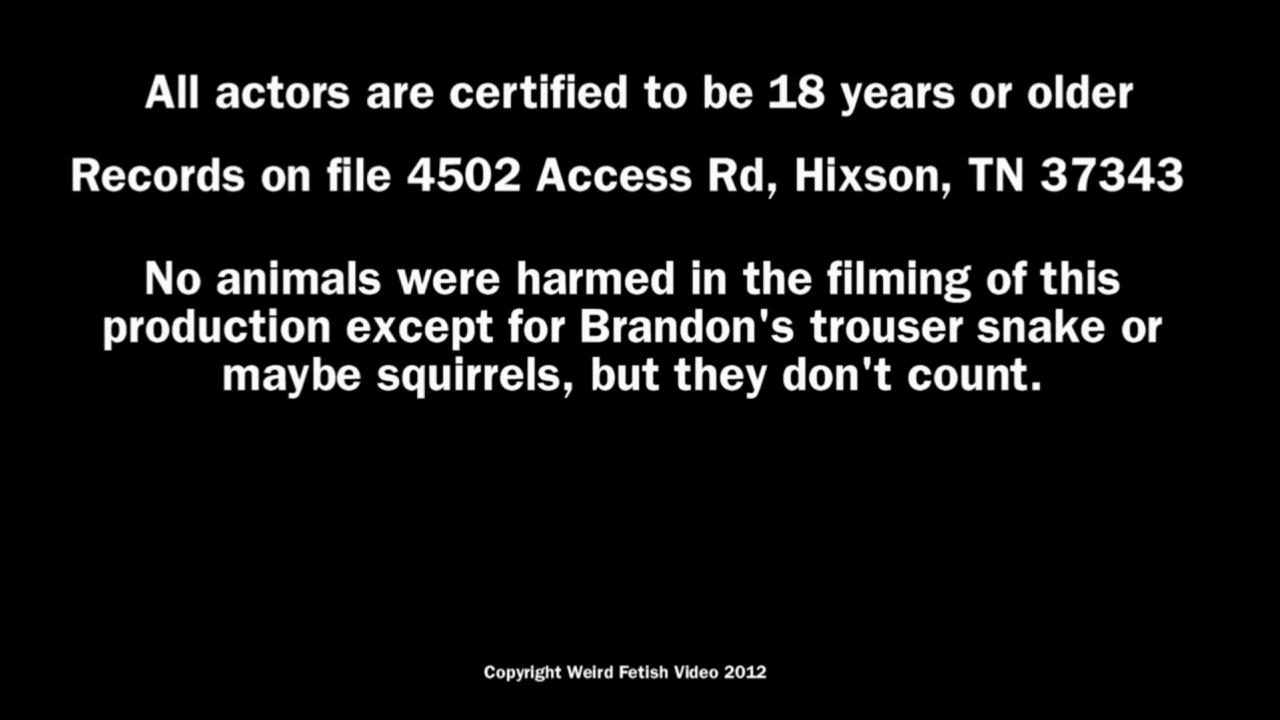 All actors are certified to be 18 years or older
Records on file 4502 Access Rd, Hixson, TN 37343
No animals were harmed in the filming of this
production except for Brandon's trouser snake or
maybe squirrels, but they don't count.
Copyright Weird Fetish Video 2012